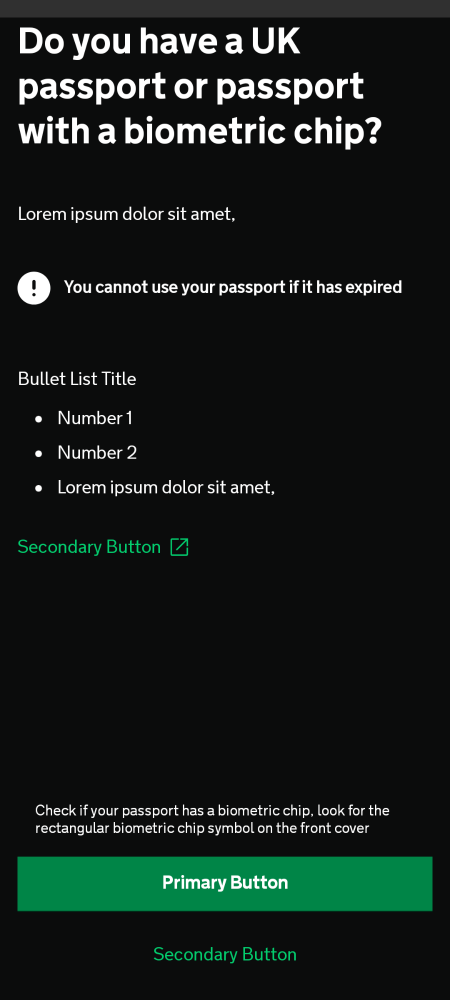 Do you have a UK
passport or passport
with a biometric chip?
Lorem ipsum dolor sit amet,
You cannot use your passport if it has expired
Bullet List Title
Number 1
Number 2
Lorem ipsum dolor sit amet,
Secondary Button
Check if your passport has a biometric chip, look for the
rectangular biometric chip symbol on the front cover
Primary Button
Secondary Button